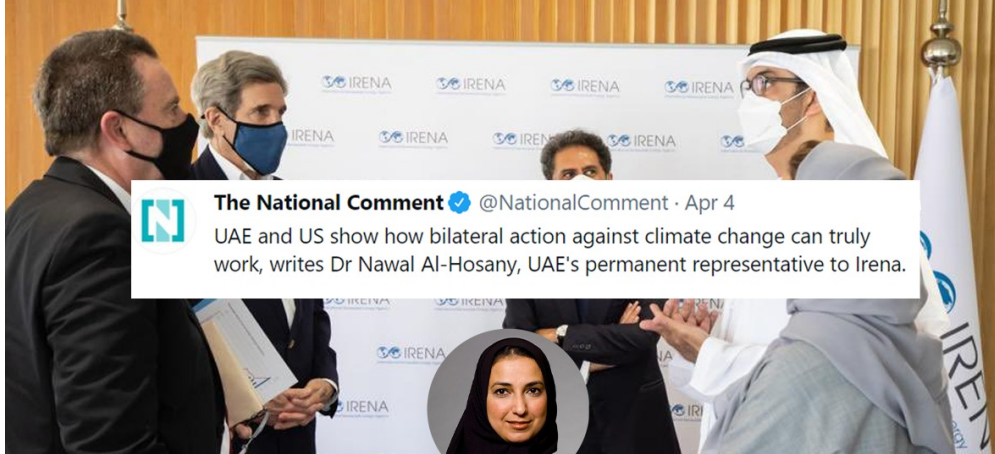 IRENA IRENA IRENA IRENA
IRENA IRENA IREN IRENA
The National Comment @NationalComment · Apr 4
UAE and US show how bilateral action against climate change can truly
work, writes Dr Nawal Al-Hosany, UAE's permanent representative to Irena.
IRENA
IRENA
IRENA
IREN